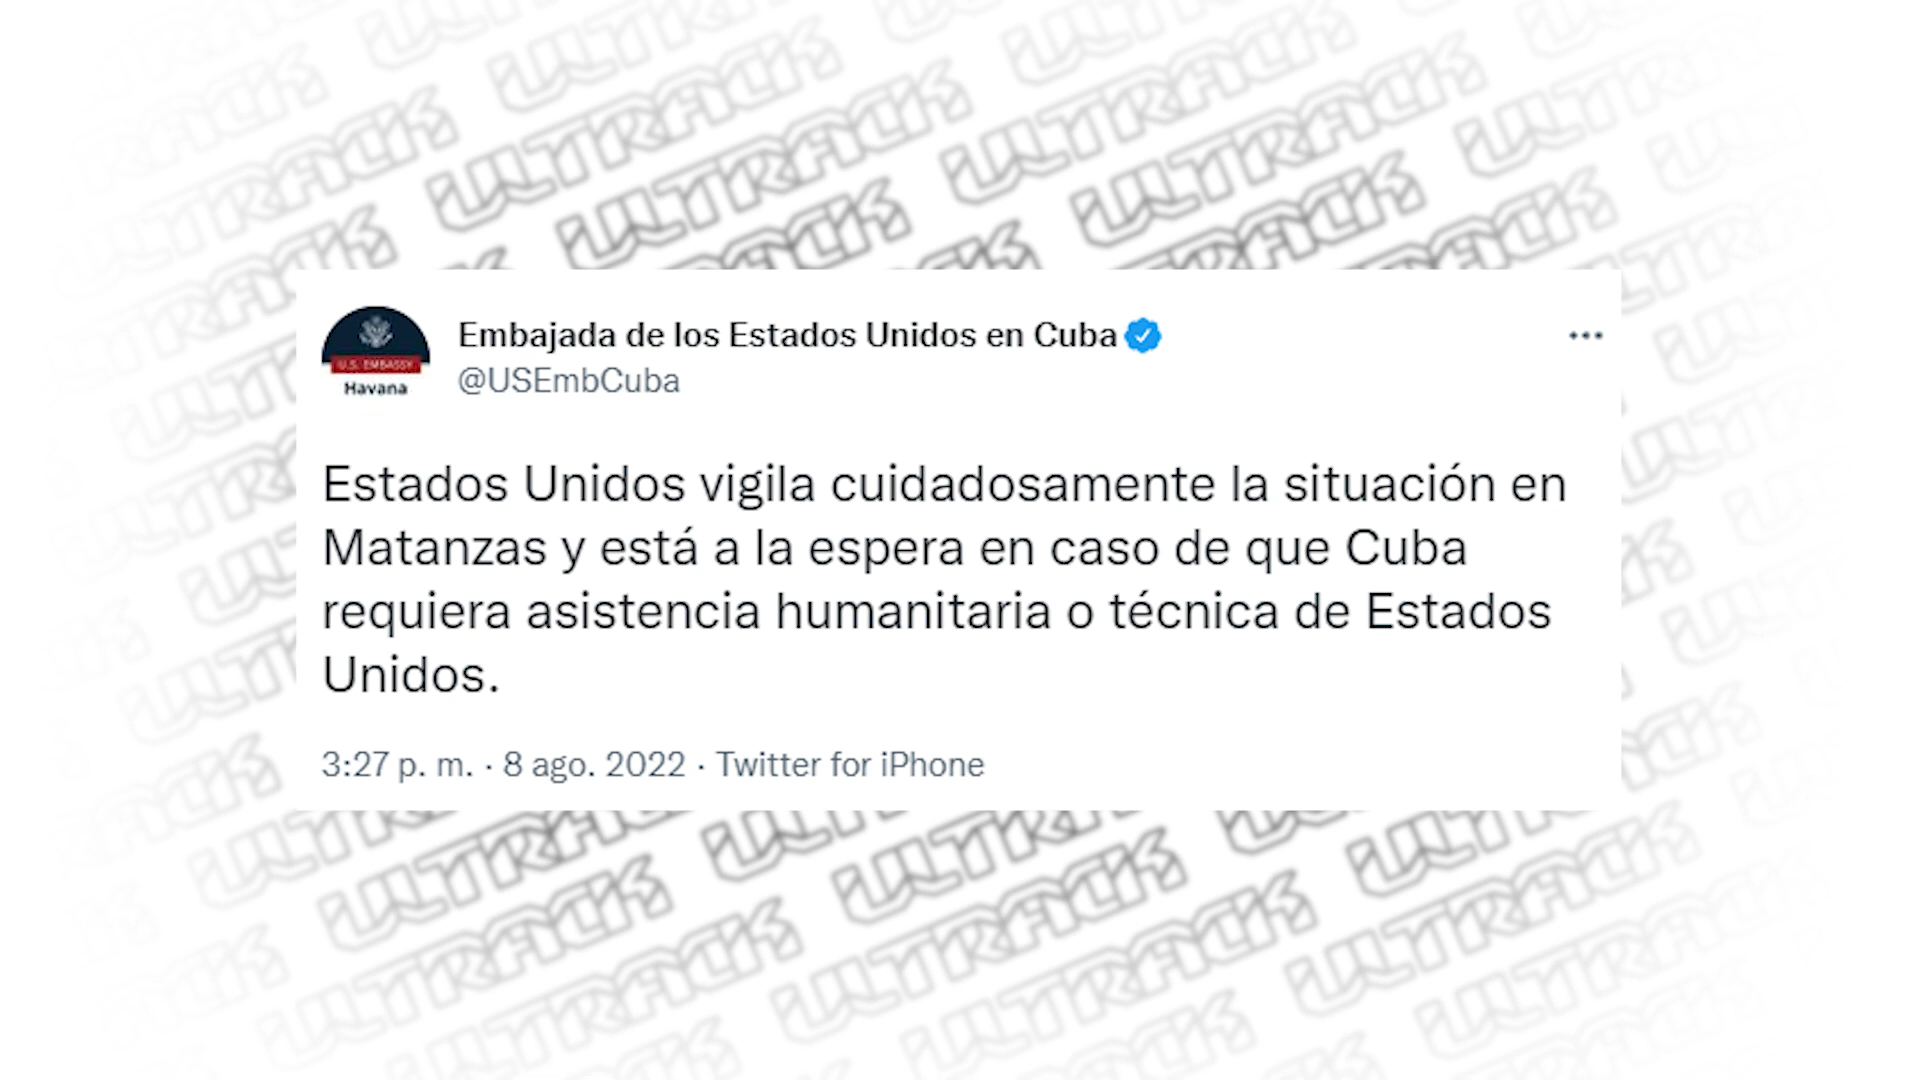 ULTRACK
U.S. EMBASSY
Havana
Embajada de los Estados Unidos en Cuba
@USEmbCuba
Estados Unidos vigila cuidadosamente la situación en
Matanzas y está a la espera en caso de que Cuba
requiera asistencia humanitaria o técnica de Estados
Unidos.
3:27 p. m. · 8 ago. 2022 · Twitter for iPhone